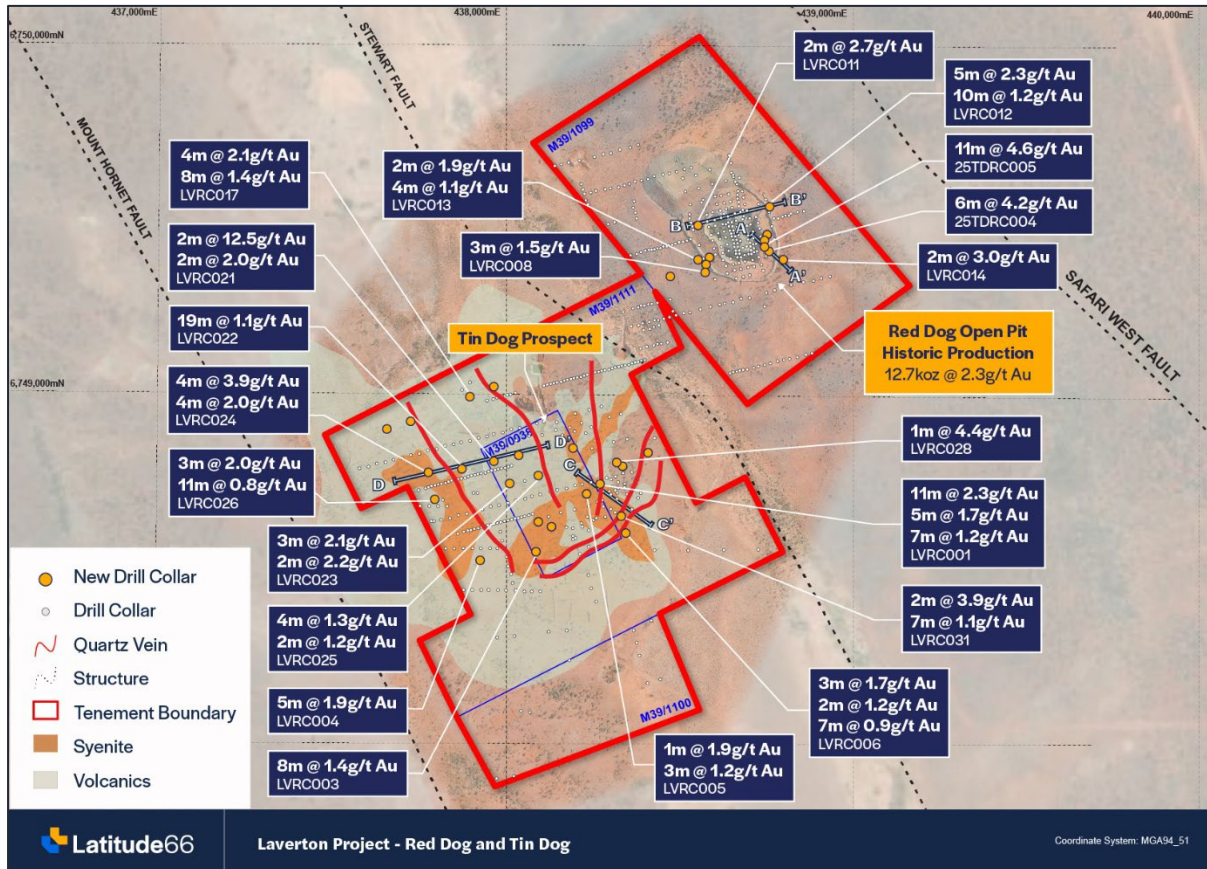 437,000mE
438,000mE
439,000mE
440,000mE
6,750,000mN
6,749,000mN
STEWART FAULT
MOUNT HORNET FAULT
SAFARI WEST FAULT
M39/1099
M39/1111
M39/0938
M39/1100
2m @ 2.7g/t Au
LVRC011
5m @ 2.3g/t Au
10m @ 1.2g/t Au
LVRC012
11m @ 4.6g/t Au
25TDRC005
6m @ 4.2g/t Au
25TDRC004
2m @ 3.0g/t Au
LVRC014
4m @ 2.1g/t Au
8m @ 1.4g/t Au
LVRC017
2m @ 1.9g/t Au
4m @ 1.1g/t Au
LVRC013
3m @ 1.5g/t Au
LVRC008
2m @ 12.5g/t Au
2m @ 2.0g/t Au
LVRC021
19m @ 1.1g/t Au
LVRC022
4m @ 3.9g/t Au
4m @ 2.0g/t Au
LVRC024
3m @ 2.0g/t Au
11m @ 0.8g/t Au
LVRC026
B
B'
A
A'
Tin Dog Prospect
Red Dog Open Pit
Historic Production
12.7koz @ 2.3g/t Au
D
D'
C
C'
1m @ 4.4g/t Au
LVRC028
11m @ 2.3g/t Au
5m @ 1.7g/t Au
7m @ 1.2g/t Au
LVRC001
2m @ 3.9g/t Au
7m @ 1.1g/t Au
LVRC031
3m @ 1.7g/t Au
2m @ 1.2g/t Au
7m @ 0.9g/t Au
LVRC006
3m @ 2.1g/t Au
2m @ 2.2g/t Au
LVRC023
4m @ 1.3g/t Au
2m @ 1.2g/t Au
LVRC025
5m @ 1.9g/t Au
LVRC004
8m @ 1.4g/t Au
LVRC003
1m @ 1.9g/t Au
3m @ 1.2g/t Au
LVRC005
New Drill Collar
Drill Collar
Quartz Vein
Structure
Tenement Boundary
Syenite
Volcanics
Latitude66
Laverton Project - Red Dog and Tin Dog
Coordinate System: MGA94_51